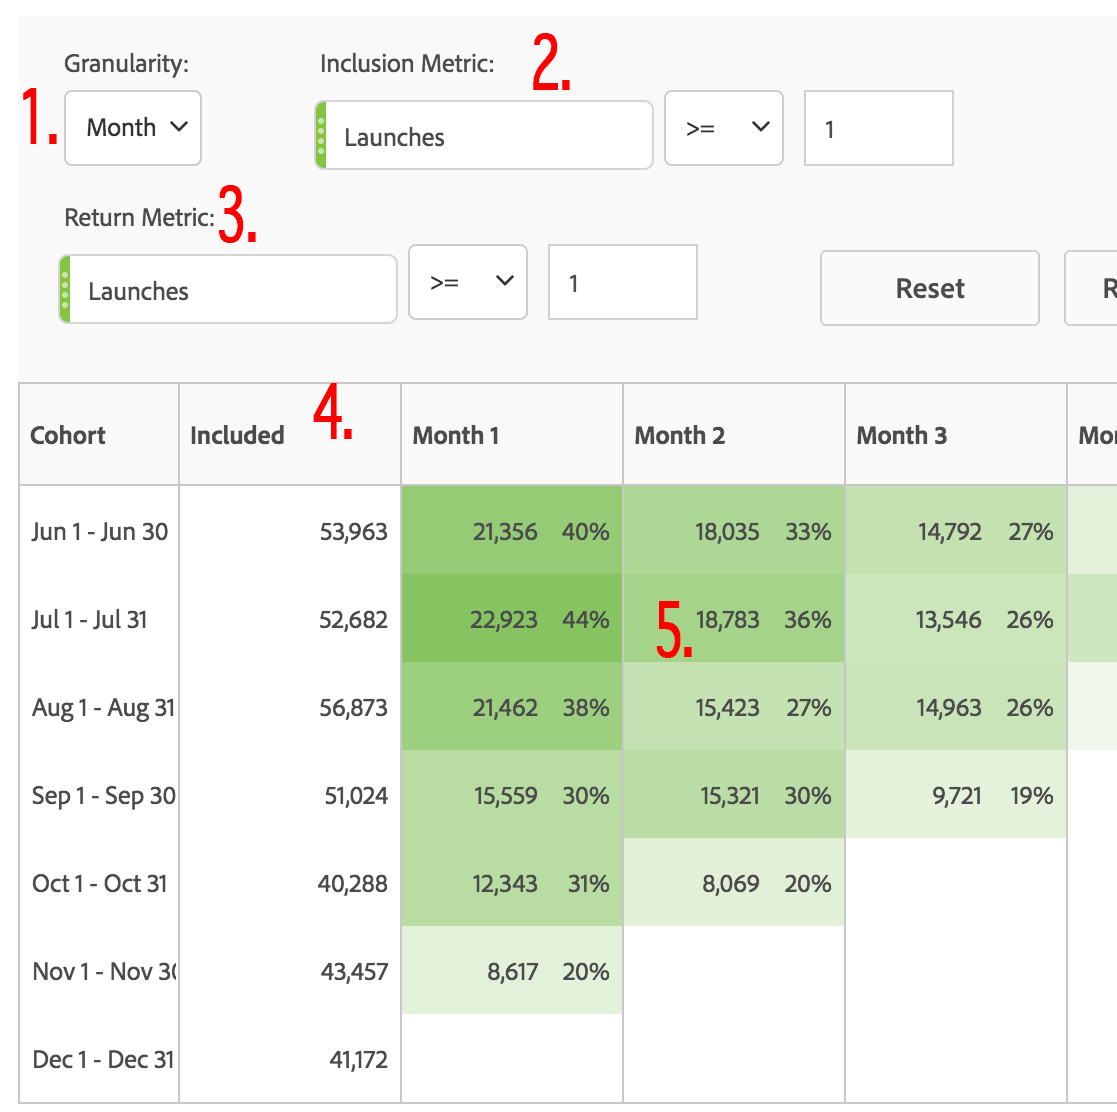 Granularity: Inclusion Metric: 2.
1. Month Launches >= 1
Return Metric: 3.
Launches >= 1 Reset R
Cohort Included 4. Month 1 Month 2 Month 3 Mo
Jun 1 - Jun 30 53,963 21,356 40% 18,035 33% 14,792 27%
Jul 1 - Jul 31 52,682 22,923 44% 5. 18,783 36% 13,546 26%
Aug 1 - Aug 31 56,873 21,462 38% 15,423 27% 14,963 26%
Sep 1 - Sep 30 51,024 15,559 30% 15,321 30% 9,721 19%
Oct 1 - Oct 31 40,288 12,343 31% 8,069 20%
Nov 1 - Nov 30 43,457 8,617 20%
Dec 1 - Dec 31 41,172